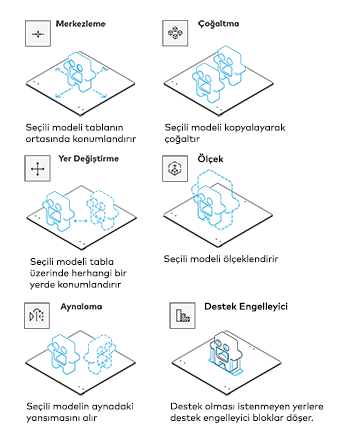 Merkezleme
Seçili modeli tablanın
ortasında konumlandırır
Çoğaltma
Seçili modeli kopyalayarak
çoğaltır
Yer Değiştirme
Seçili modeli tabla
üzerinde herhangi bir
yerde konumlandırır
Ölçek
Seçili modeli ölçeklendirir
Aynalama
Seçili modelin aynadaki
yansımasını alır
Destek Engelleyici
Destek olması istenmeyen yerlere
destek engelleyici bloklar döşer.